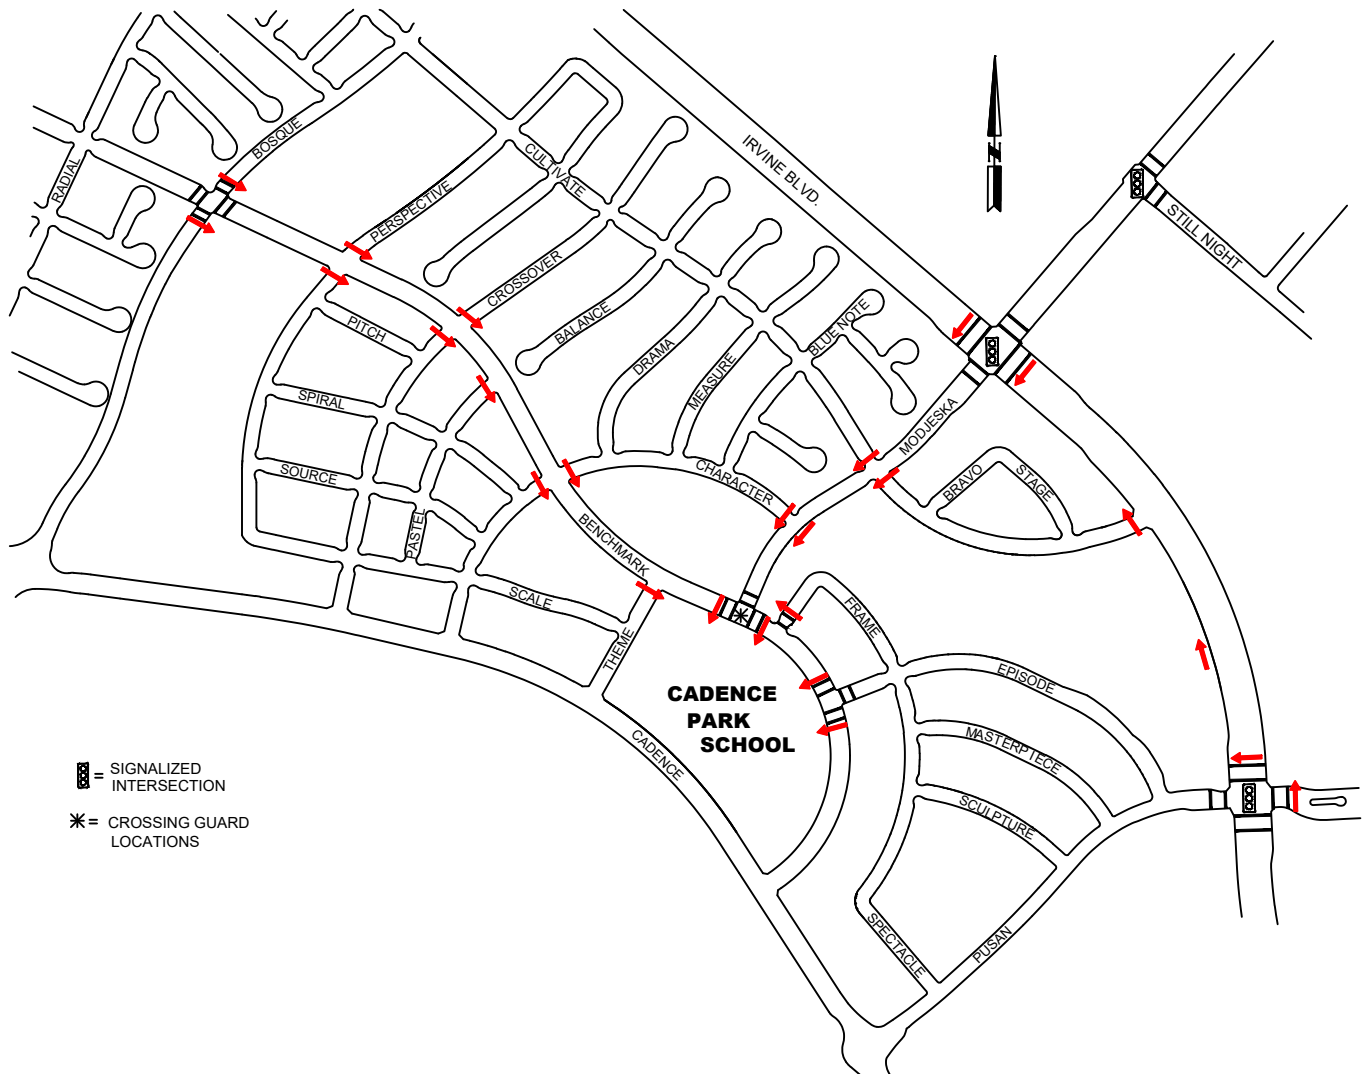 IRVINE BLVD.
BOSQUE
RADIAL
CULTIVATE
PERSPECTIVE
STILL NIGHT
N
CROSSOVER
BALANCE
PITCH
DRAMA
BLUE NOTE
MEASURE
SPIRAL
MODJESKA
SOURCE
CHARACTER
BRAVO
STAGE
PASTEL
BENCHMARK
SCALE
THEME
FRAME
EPISODE
CADENCE
PARK
SCHOOL
MASTERPTECE
CADENCE
SCULPTURE
SPECTACLE
PUSAN
= SIGNALIZED
INTERSECTION
= CROSSING GUARD
LOCATIONS